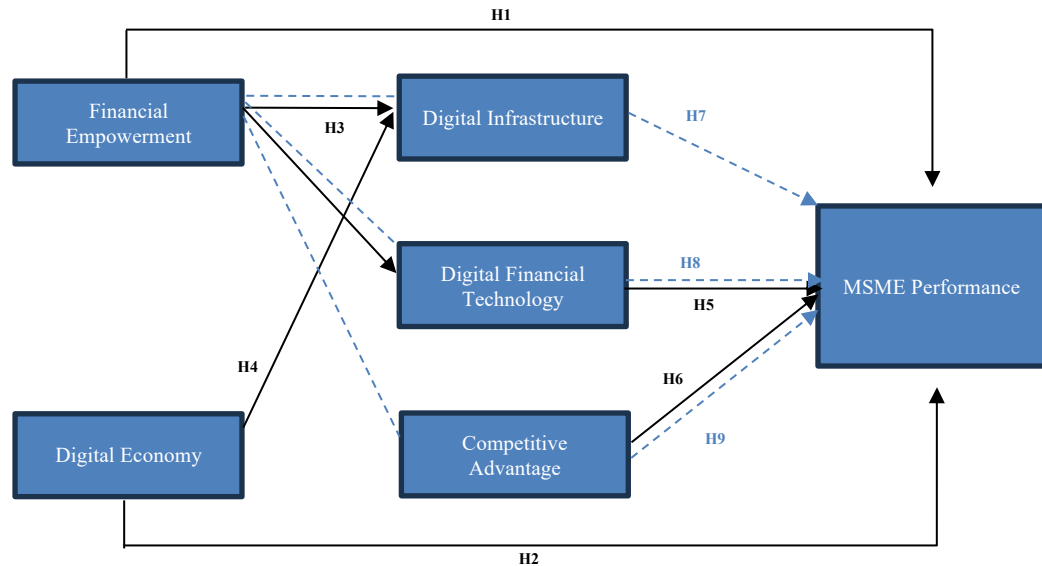 H1
Financial
Empowerment
H3
Digital Infrastructure
H7
Digital Financial
Technology
H8
H5
MSME Performance
H4
H6
Digital Economy
Competitive
Advantage
H9
H2